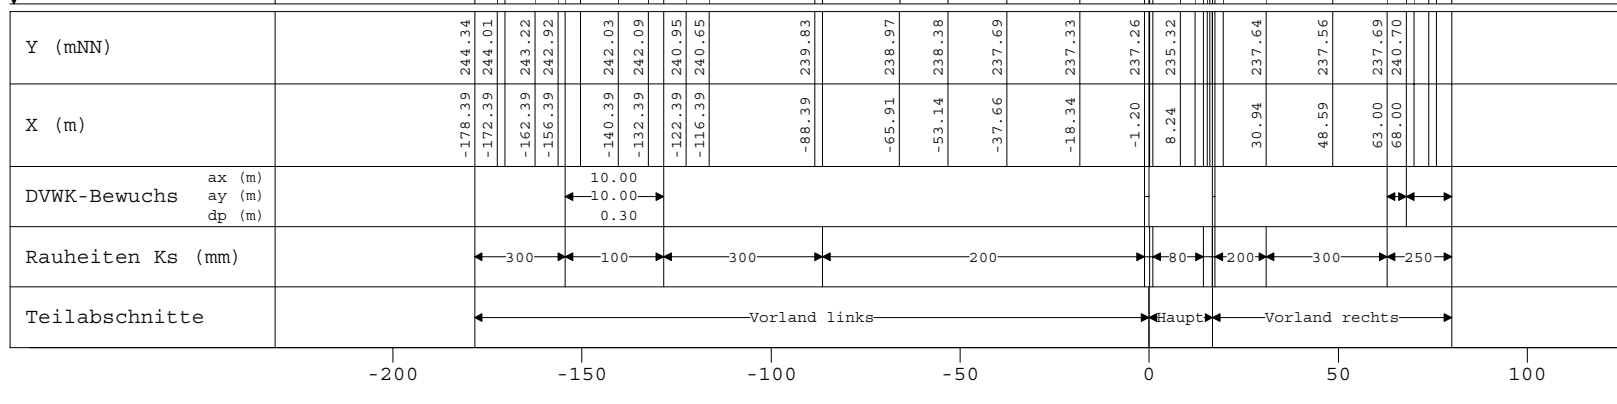 Y (mNN) 244.34 244.01 243.22 242.92 242.03 242.09 240.95 240.65 239.83 238.97 238.38 237.69 237.33 237.26 235.32 237.64 237.56 237.69 240.70
X (m) -178.39 -172.39 -162.39 -156.39 -140.39 -132.39 -122.39 -116.39 -88.39 -65.91 -53.14 -37.66 -18.34 -1.20 8.24 30.94 48.59 63.00 68.00
ax (m) 10.00
DVWK-Bewuchs ay (m) 10.00
dp (m) 0.30
Rauheiten Ks (mm) 300 100 300 200 80 200 300 250
Teilabschnitte Vorland links Haupt Vorland rechts
-200 -150 -100 -50 0 50 100